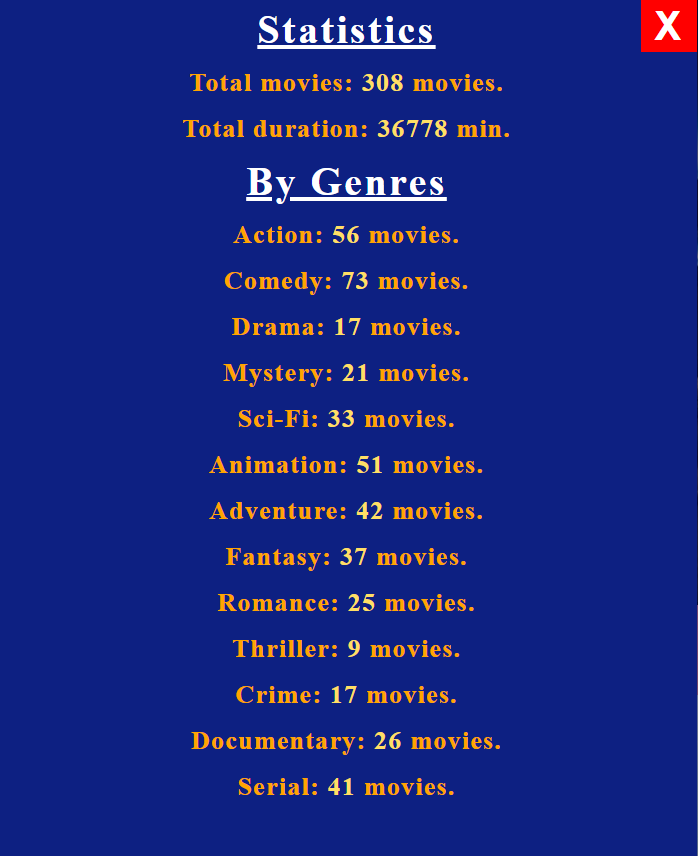 Statistics
X
Total movies: 308 movies.
Total duration: 36778 min.
By Genres
Action: 56 movies.
Comedy: 73 movies.
Drama: 17 movies.
Mystery: 21 movies.
Sci-Fi: 33 movies.
Animation: 51 movies.
Adventure: 42 movies.
Fantasy: 37 movies.
Romance: 25 movies.
Thriller: 9 movies.
Crime: 17 movies.
Documentary: 26 movies.
Serial: 41 movies.